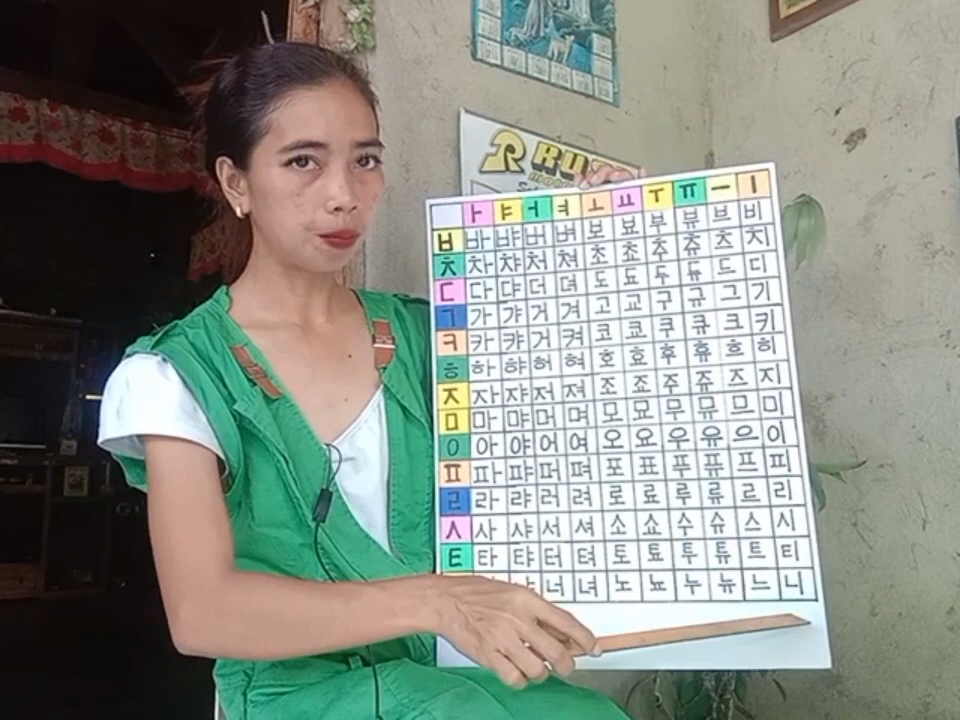 ㅏ ㅑ ㅓ ㅕ ㅗ ㅛ ㅜ ㅠ ㅡ ㅣ
ㅂ 바 뱌 버 벼 보 뵤 부 뷰 브 비
ㅊ 차 챠 처 쳐 초 쵸 추 츄 츠 치
ㄷ 다 댜 더 뎌 도 됴 두 듀 드 디
ㄱ 가 갸 거 겨 고 교 구 규 그 기
ㅋ 카 캬 거 켜 코 쿄 쿠 큐 크 키
ㅎ 하 햐 허 혀 호 효 후 휴 흐 히
ㅈ 자 쟈 저 져 조 죠 주 쥬 즈 지
ㅁ 마 먀 머 며 모 묘 무 뮤 므 미
ㅇ 아 야 어 여 오 요 우 유 으 이
ㅍ 파 퍄 퍼 펴 포 표 푸 퓨 프 피
ㄹ 라 랴 러 려 로 료 루 류 르 리
ㅅ 사 샤 서 셔 소 쇼 수 슈 스 시
ㅌ 타 탸 터 텨 토 툐 투 튜 트 티
너 녀 노 뇨 누 뉴 느 니